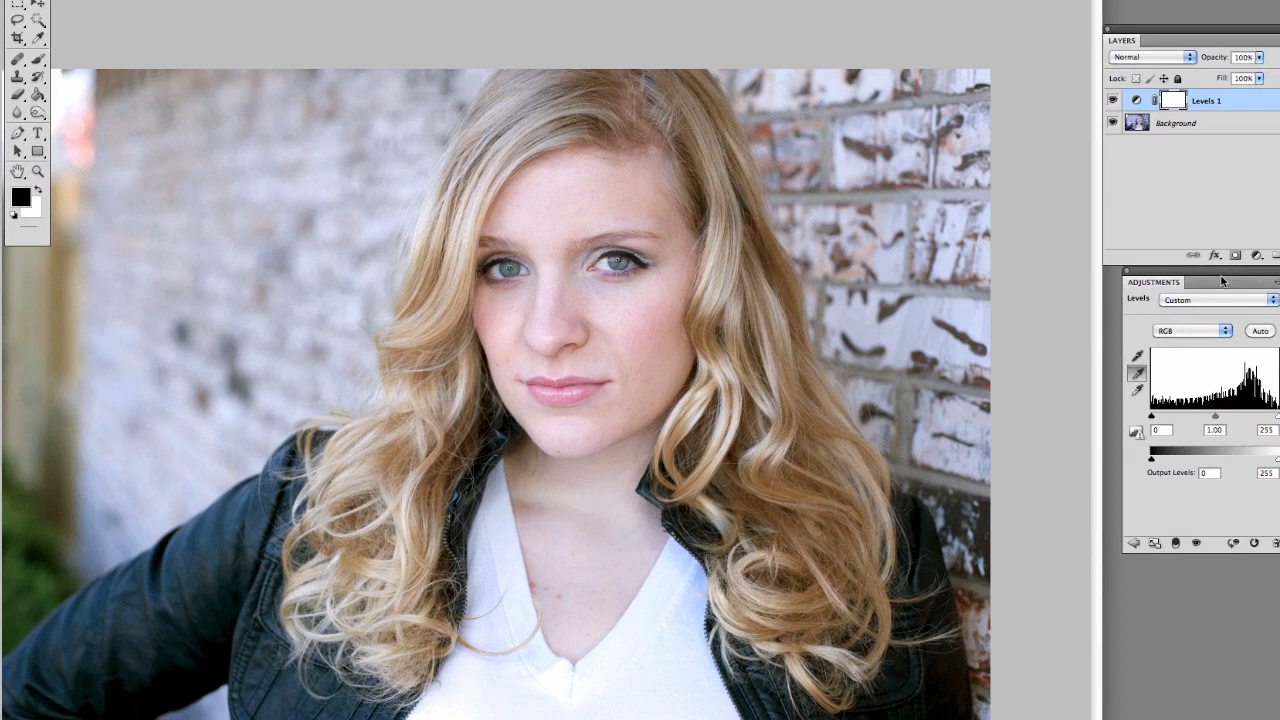 LAYERS
Normal Opacity: 100%
Lock: Fill: 100%
Levels 1
Background
fx
ADJUSTMENTS
Levels Custom
RGB Auto
0 1.00 255
Output Levels: 0 255
T